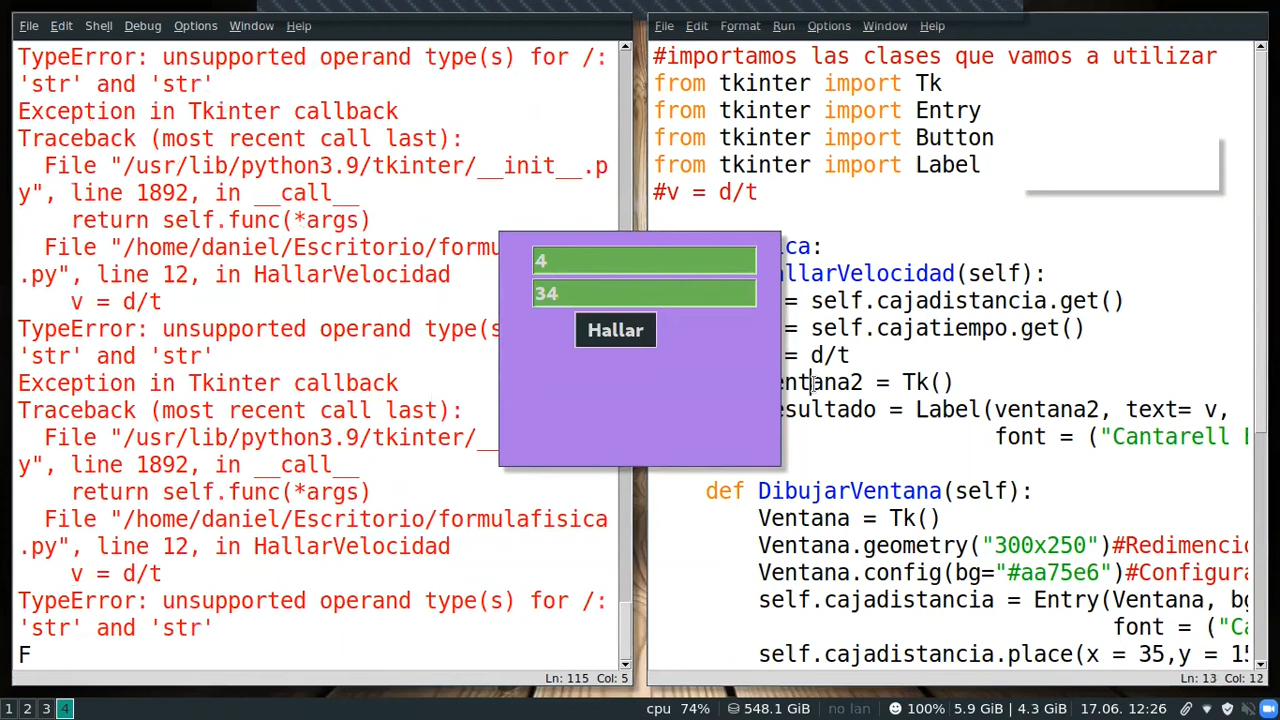 File Edit Shell Debug Options Window Help
TypeError: unsupported operand type(s) for /:
'str' and 'str'
Exception in Tkinter callback
Traceback (most recent call last):
File "/usr/lib/python3.9/tkinter/__init__.p
y", line 1892, in __call__
return self.func(*args)
File "/home/daniel/Escritorio/formu
.py", line 12, in HallarVelocidad
v = d/t
TypeError: unsupported operand type(s
'str' and 'str'
Exception in Tkinter callback
Traceback (most recent call last):
File "/usr/lib/python3.9/tkinter/__
y", line 1892, in __call__
return self.func(*args)
File "/home/daniel/Escritorio/formulafisica
.py", line 12, in HallarVelocidad
v = d/t
TypeError: unsupported operand type(s) for /:
'str' and 'str'
F
Ln: 115 Col: 5
4
34
Hallar
File Edit Format Run Options Window Help
#importamos las clases que vamos a utilizar
from tkinter import Tk
from tkinter import Entry
from tkinter import Button
from tkinter import Label
#v = d/t
ica:
allarVelocidad(self):
= self.cajadistancia.get()
= self.cajatiempo.get()
= d/t
entana2 = Tk()
esultado = Label(ventana2, text= v,
font = ("Cantarell
def DibujarVentana(self):
Ventana = Tk()
Ventana.geometry("300x250")#Redimencic
Ventana.config(bg="#aa75e6")#Configura
self.cajadistancia = Entry(Ventana, bg
font = ("Ca
self.cajadistancia.place(x = 35,y = 15
Ln: 13 Col: 12
1 2 3 4 cpu 74% 548.1 GiB no lan 100% 5.9 GiB | 4.3 GiB 17.06. 12:26